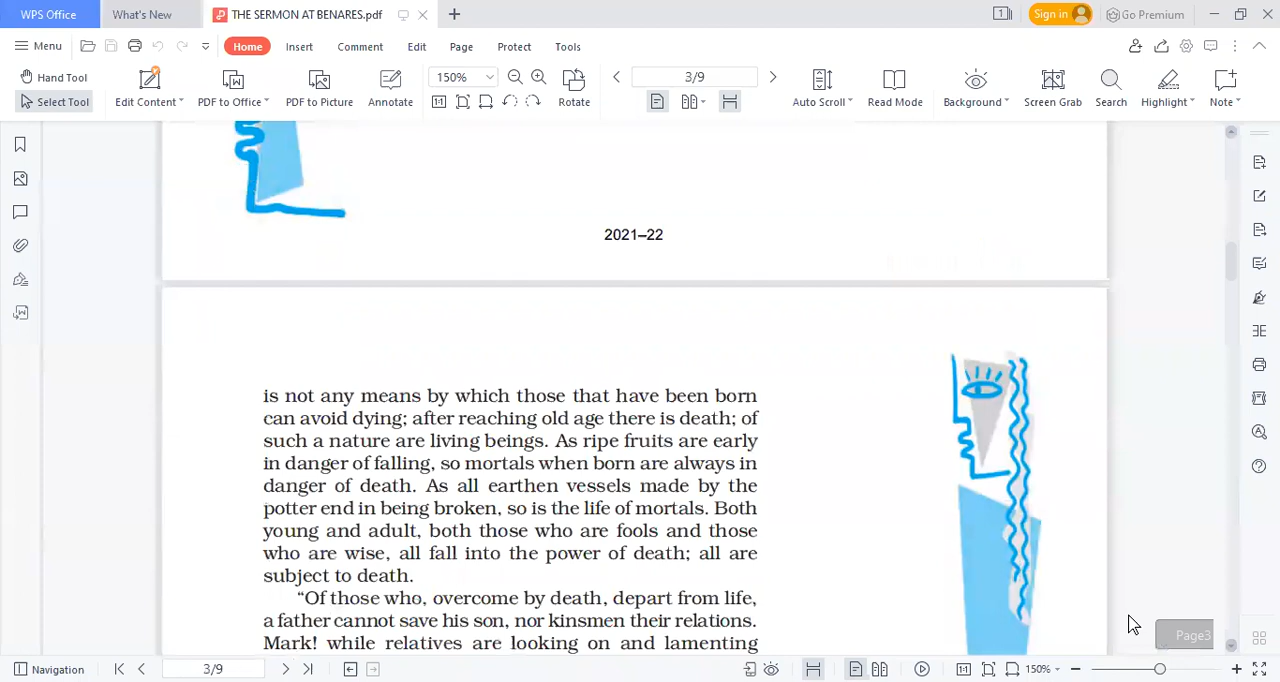 WPS Office
What's New
THE SERMON AT BENARES.pdf
1
Sign in
Go Premium
Menu
Home
Insert
Comment
Edit
Page
Protect
Tools
Hand Tool
Select Tool
Edit Content
PDF to Office
PDF to Picture
Annotate
150%
Rotate
3/9
Auto Scroll
Read Mode
Background
Screen Grab
Search
Highlight
Note
2021–22
is not any means by which those that have been born
can avoid dying; after reaching old age there is death; of
such a nature are living beings. As ripe fruits are early
in danger of falling, so mortals when born are always in
danger of death. As all earthen vessels made by the
potter end in being broken, so is the life of mortals. Both
young and adult, both those who are fools and those
who are wise, all fall into the power of death; all are
subject to death.
“Of those who, overcome by death, depart from life,
a father cannot save his son, nor kinsmen their relations.
Mark! while relatives are looking on and lamenting
Page3
Navigation
3/9
150%